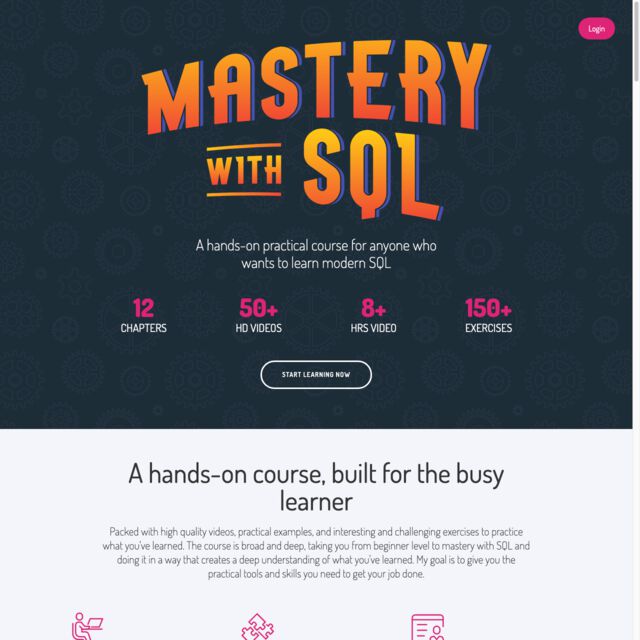 Login
MASTERY
WITH SQL
A hands-on practical course for anyone who
wants to learn modern SQL
12 50+ 8+ 150+
CHAPTERS HD VIDEOS HRS VIDEO EXERCISES
START LEARNING NOW
A hands-on course, built for the busy
learner
Packed with high quality videos, practical examples, and interesting and challenging exercises to practice
what you've learned. The course is broad and deep, taking you from beginner level to mastery with SQL and
doing it in a way that creates a deep understanding of what you've learned. My goal is to give you the
practical tools and skills you need to get your job done.